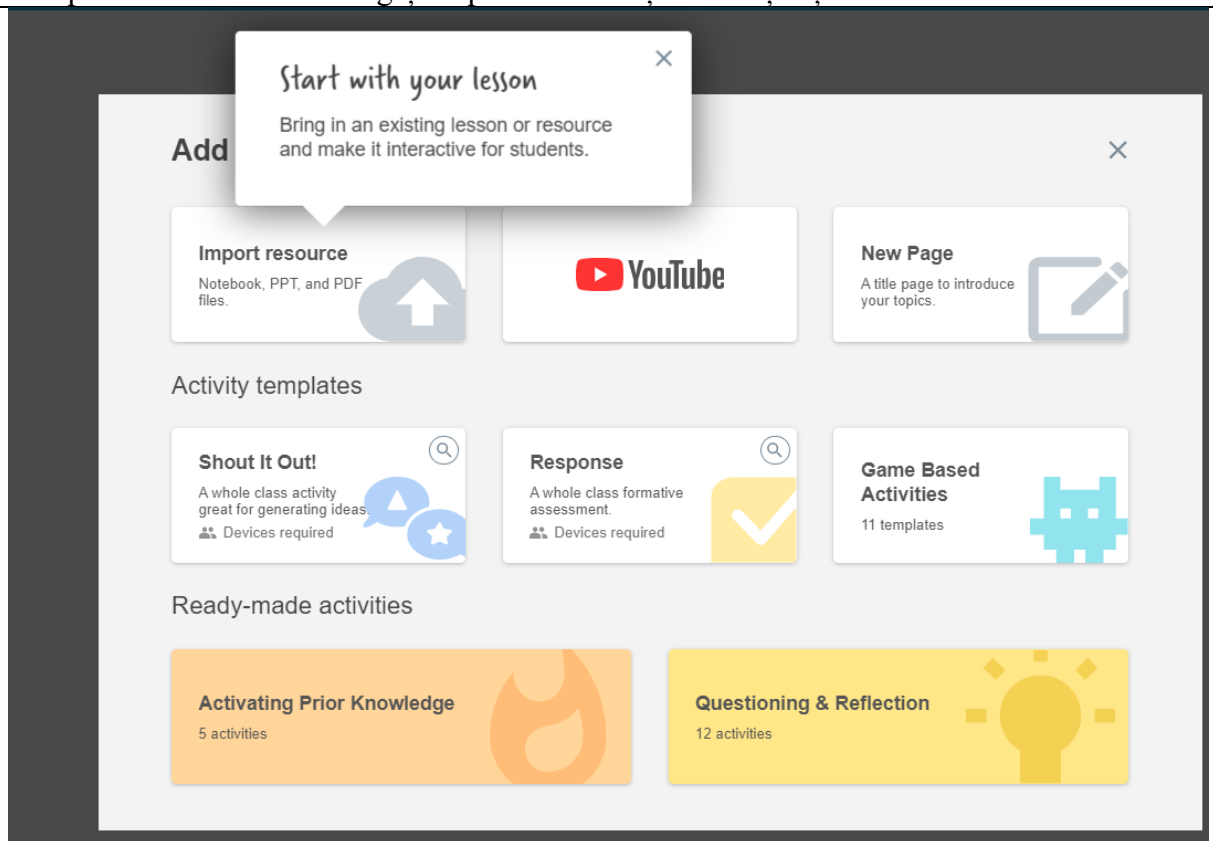 Start with your lesson
Bring in an existing lesson or resource
and make it interactive for students.
Add
Import resource
Notebook, PPT, and PDF
files.
YouTube
New Page
A title page to introduce
your topics.
Activity templates
Shout It Out!
A whole class activity
great for generating ideas
Devices required
Response
A whole class formative
assessment.
Devices required
Game Based
Activities
11 templates
Ready-made activities
Activating Prior Knowledge
5 activities
Questioning & Reflection
12 activities